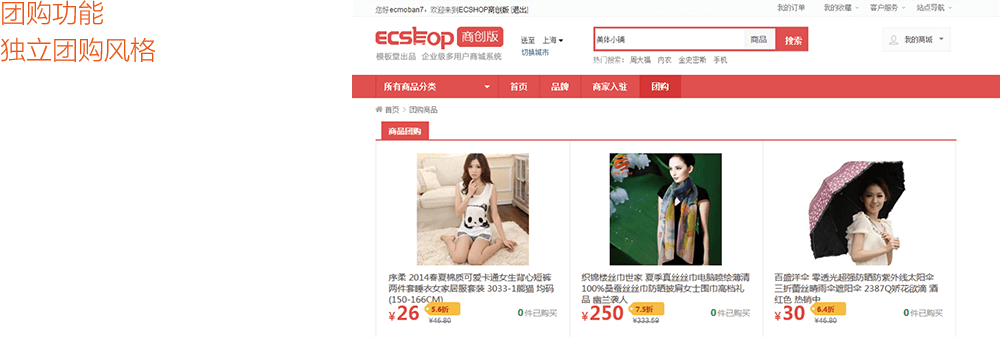 团购功能
独立团购风格
您好ecmoban7，欢迎来到ECSHOP商创版 [退出]
我的订单 我的收藏 客户服务 站点导航
ECSHOP 商创版
模板堂出品 企业级多用户商城系统
送至 上海
切换城市
美体小铺 商品 搜索
热门搜索：周大福 内衣 金史密斯 手机
我的商城
所有商品分类 首页 品牌 商家入驻 团购
首页 > 团购商品
商品团购
序柔 2014春夏棉质可爱卡通女生背心短裤
两件套睡衣女家居服套装 3033-1熊猫 均码
(150-166CM)
¥26 5.6折 ¥46.80 0件已购买
织锦楼丝巾世家 夏季真丝丝巾电脑喷绘薄清
100%桑蚕丝丝巾防晒披肩女士围巾高档礼
品 幽兰袭人
¥250 7.5折 ¥333.59 0件已购买
百盛洋伞 零透光超强防晒防紫外线太阳伞
三折蕾丝晴雨伞遮阳伞 2387Q娇花欲滴 酒
红色 热销中
¥30 6.4折 ¥46.80 0件已购买